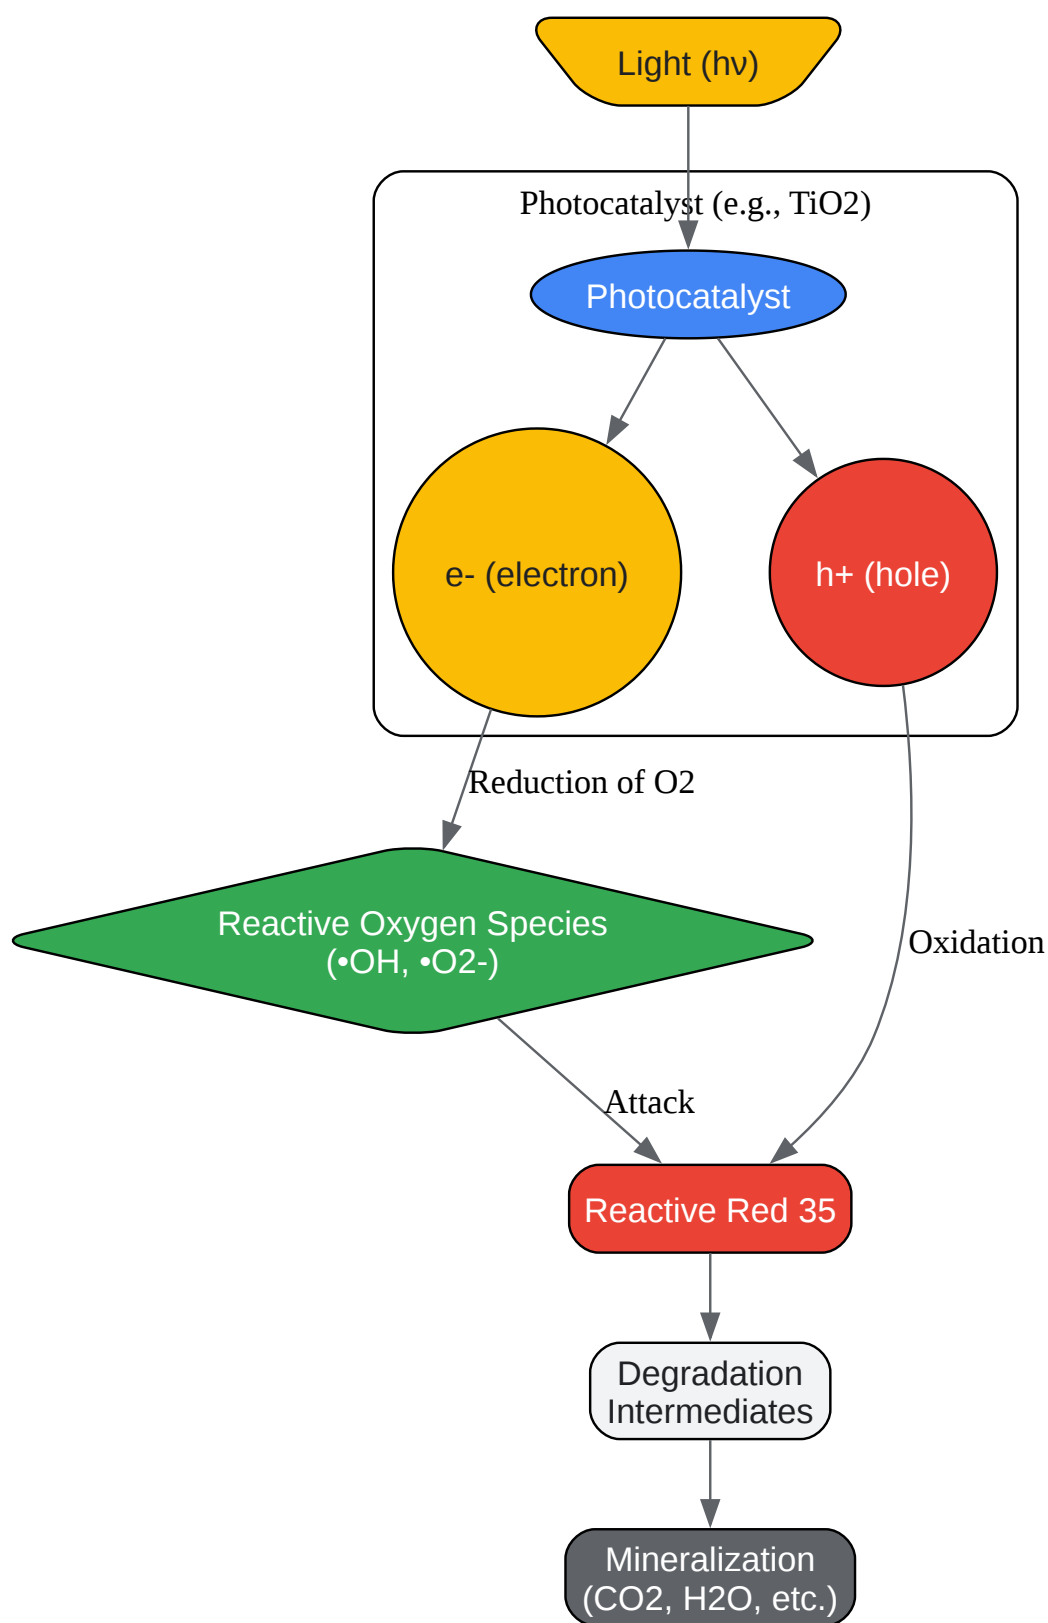 Light (hν)
Photocatalyst (e.g., TiO2)
Photocatalyst
e- (electron)
h+ (hole)
Reduction of O2
Reactive Oxygen Species
(•OH, •O2-)
Oxidation
Attack
Reactive Red 35
Degradation
Intermediates
Mineralization
(CO2, H2O, etc.)